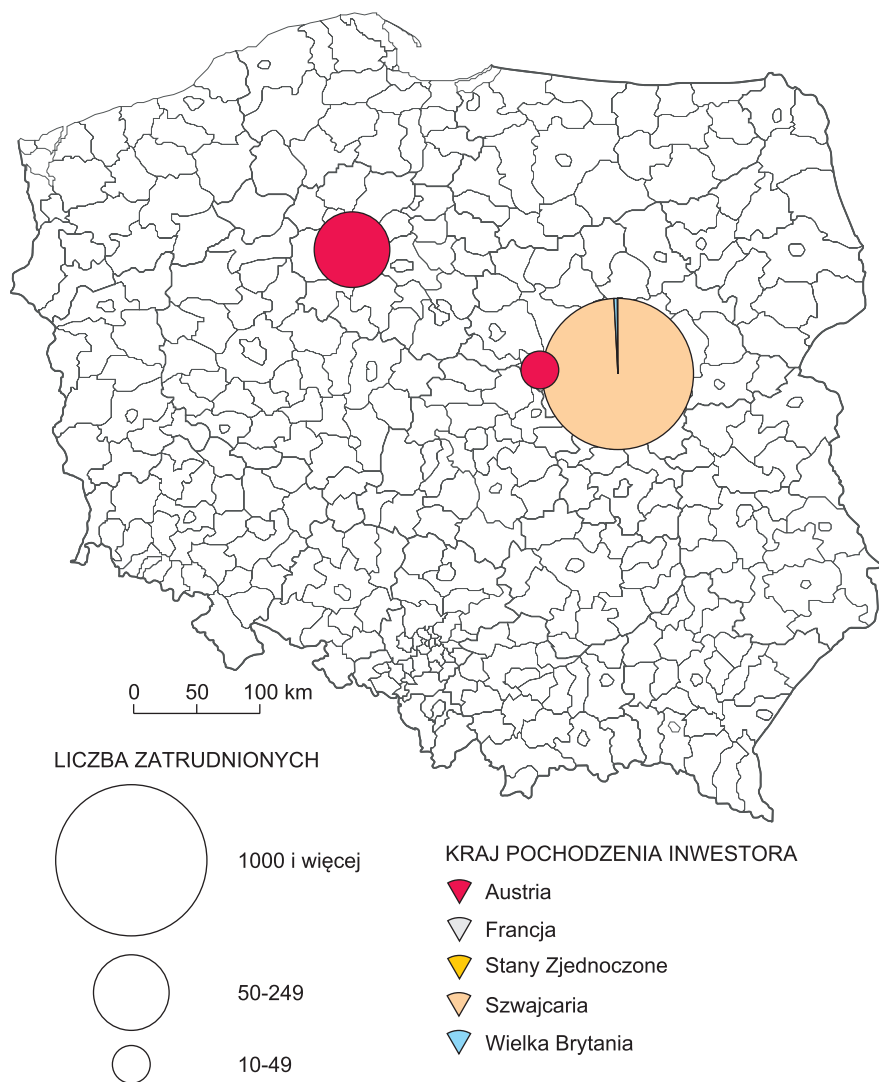 0 50 100 km
LICZBA ZATRUDNIONYCH
1000 i więcej
50-249
10-49
KRAJ POCHODZENIA INWESTORA
Austria
Francja
Stany Zjednoczone
Szwajcaria
Wielka Brytania